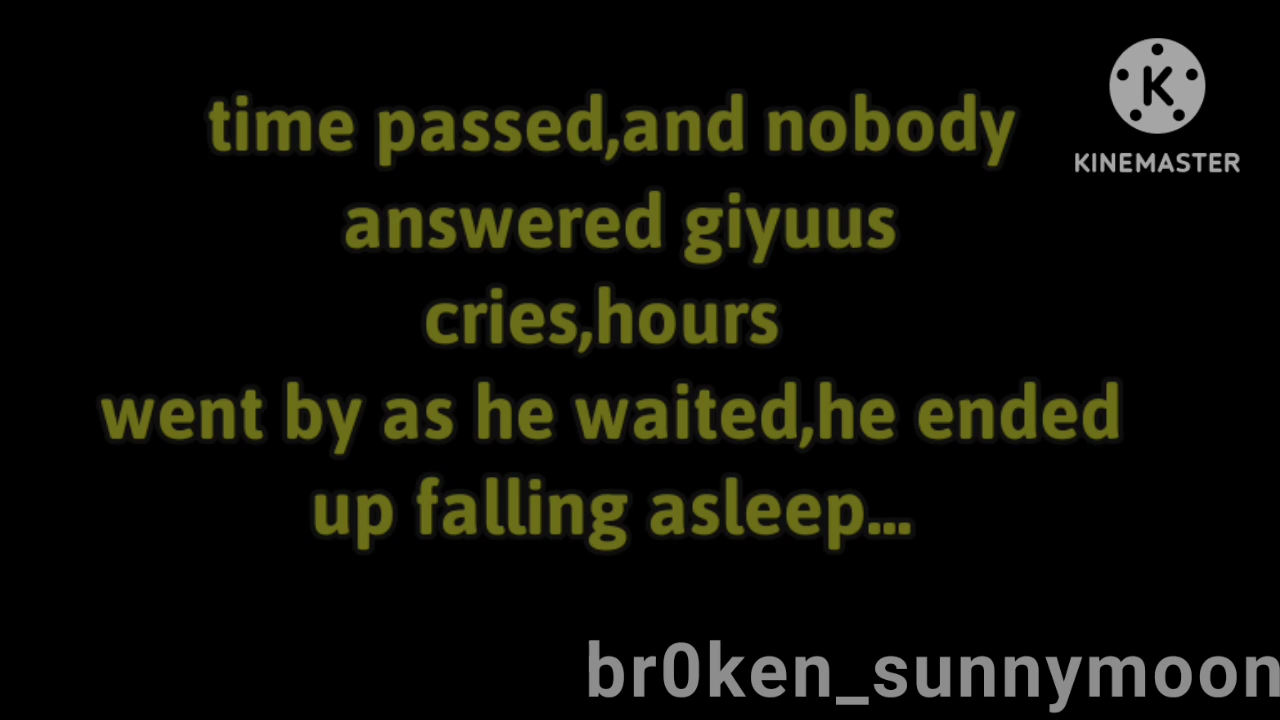 time passed,and nobody
KINEMASTER
answered giyuus
cries,hours
went by as he waited,he ended
up falling asleep...
br0ken_sunnymoon